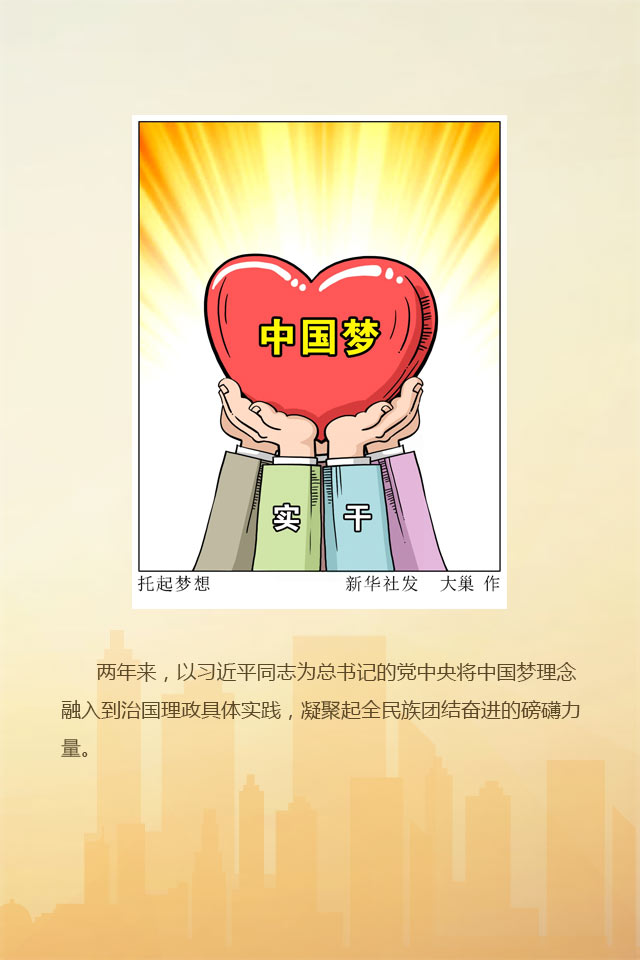 中国梦
实 干
托起梦想 新华社发 大巢 作
两年来，以习近平同志为总书记的党中央将中国梦理念
融入到治国理政具体实践，凝聚起全民族团结奋进的磅礴力
量。